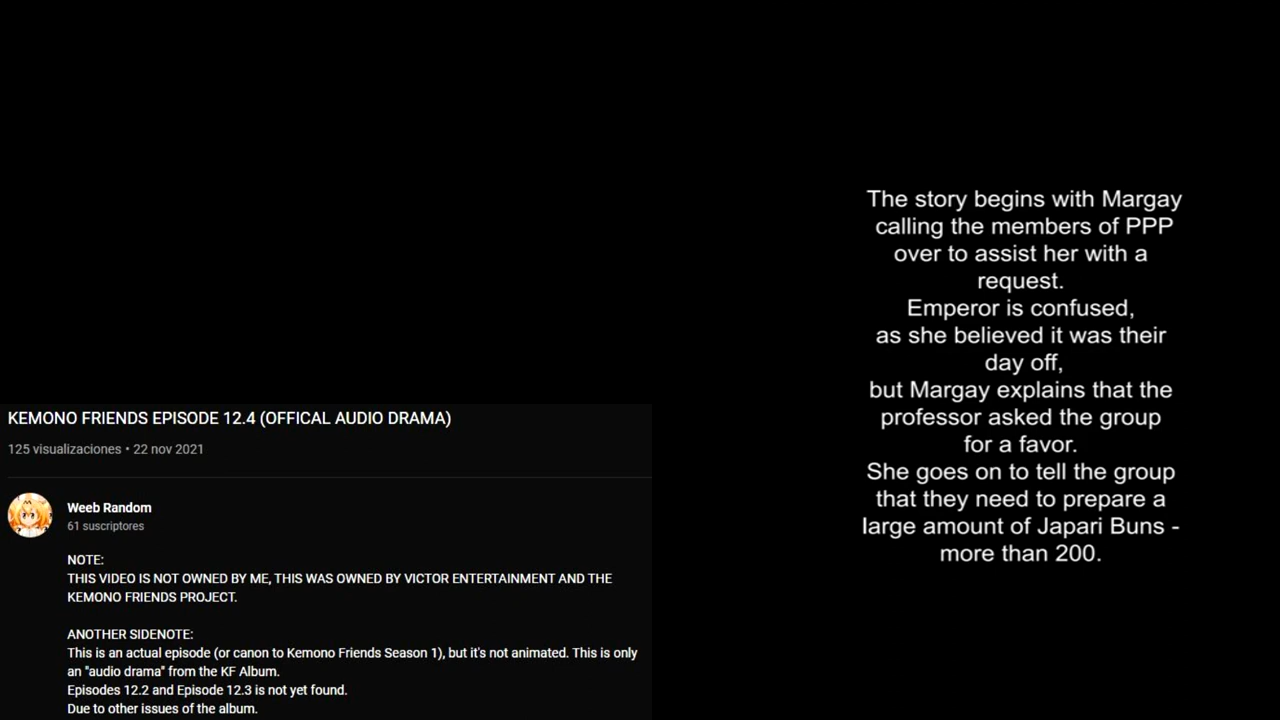 The story begins with Margay
calling the members of PPP
over to assist her with a
request.
Emperor is confused,
as she believed it was their
day off,
but Margay explains that the
professor asked the group
for a favor.
She goes on to tell the group
that they need to prepare a
large amount of Japari Buns -
more than 200.
KEMONO FRIENDS EPISODE 12.4 (OFFICAL AUDIO DRAMA)
125 visualizaciones • 22 nov 2021
Weeb Random
61 suscriptores
NOTE:
THIS VIDEO IS NOT OWNED BY ME, THIS WAS OWNED BY VICTOR ENTERTAINMENT AND THE
KEMONO FRIENDS PROJECT.
ANOTHER SIDENOTE:
This is an actual episode (or canon to Kemono Friends Season 1), but it's not animated. This is only
an "audio drama" from the KF Album.
Episodes 12.2 and Episode 12.3 is not yet found.
Due to other issues of the album.